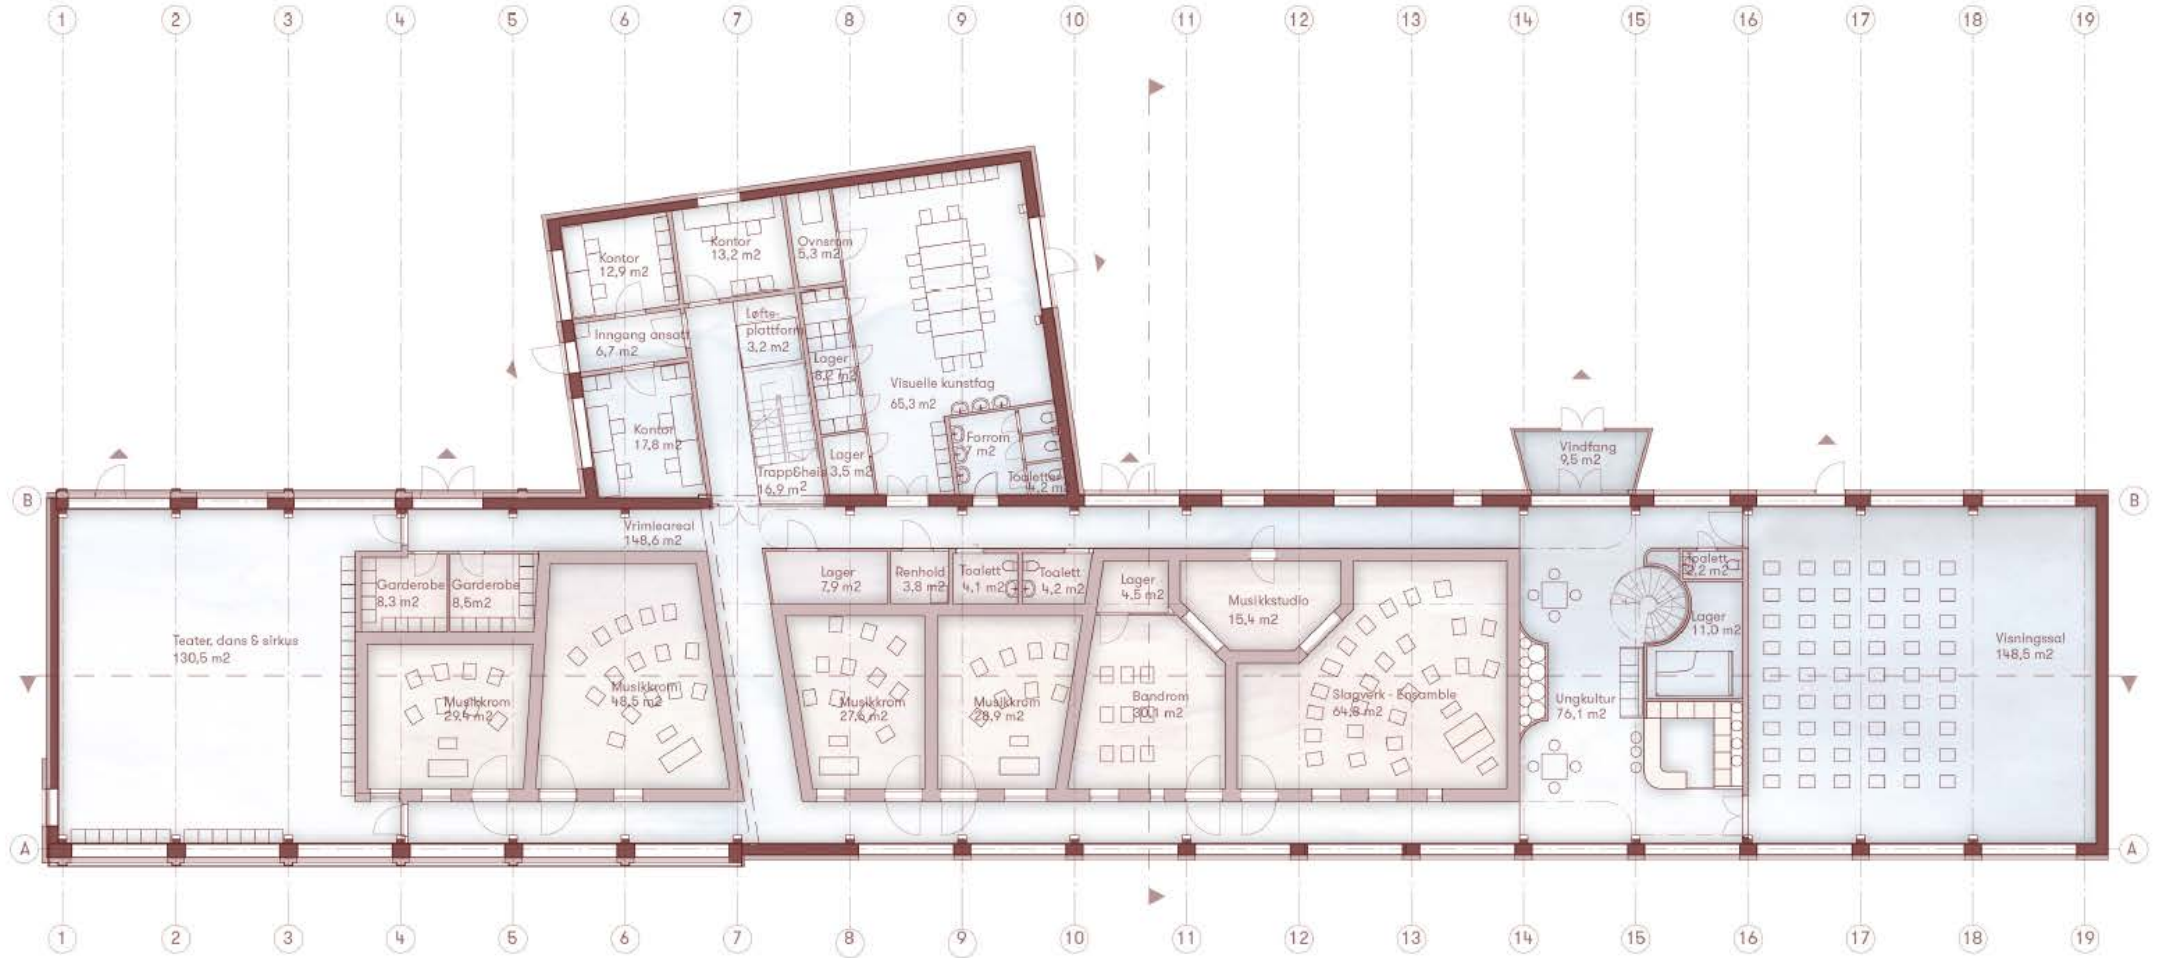 1 2 3 4 5 6 7 8 9 10 11 12 13 14 15 16 17 18 19
Kontor
12,9 m2
Kontor
13,2 m2
Ovnsrom
5,3 m2
Inngang ansatt
6,7 m2
Løfte-
plattform
3,2 m2
Lager
8,2 m2
Visuelle kunstfag
65,3 m2
Kontor
17,8 m2
Trapp&heis
16,9 m2
Lager
3,5 m2
Forrom
7 m2
Toaletter
4,2 m2
Vindfang
9,5 m2
B
B
Vrimleareal
148,6 m2
Garderobe
8,3 m2
Garderobe
8,5m2
Lager
7,9 m2
Renhold
3,8 m2
Toalett
4,1 m2
Toalett
4,2 m2
Lager
4,5 m2
Musikkstudio
15,4 m2
Toalett
2,2 m2
Lager
11,0 m2
Teater, dans & sirkus
130,5 m2
Visningssal
148,5 m2
Musikkrom
29,4 m2
Musikkrom
48,5 m2
Musikkrom
Musikkrom
28,9 m2
Bandrom
30,1 m2
Slagverk - Ensamble
64,8 m2
Ungkultur
76,1 m2
A
A
1 2 3 4 5 6 7 8 9 10 11 12 13 14 15 16 17 18 19